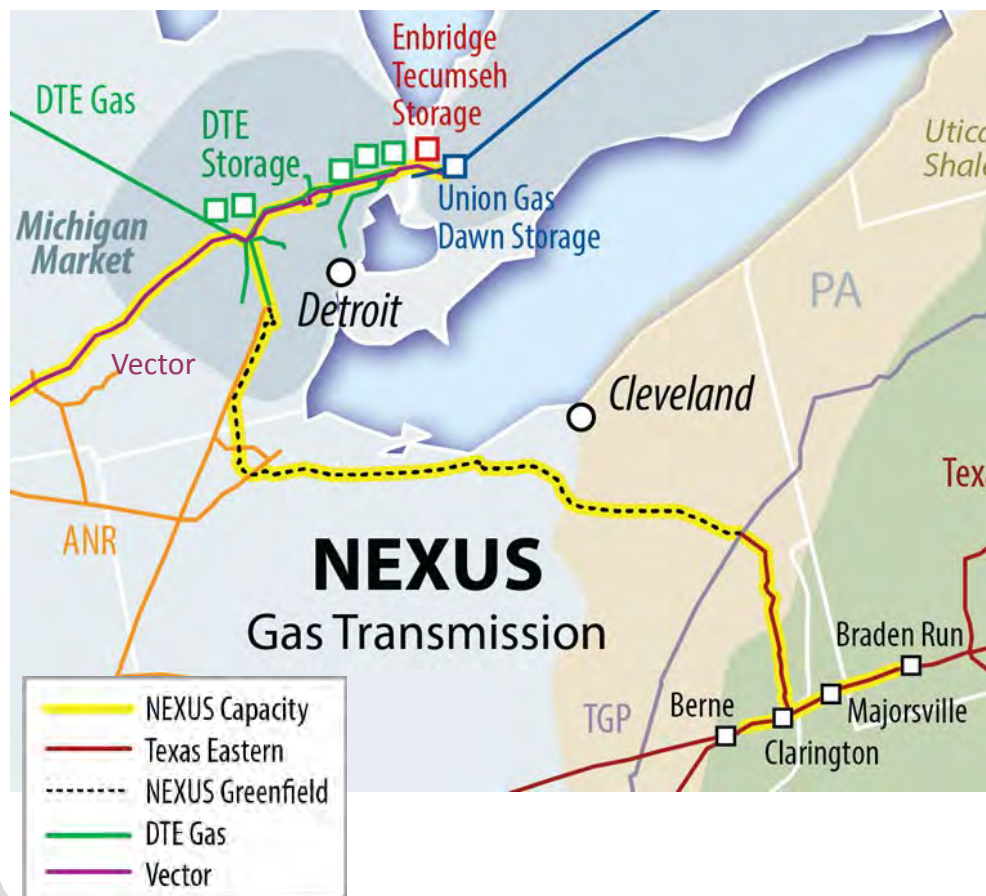 Enbridge
Tecumseh
Storage
DTE Gas
DTE
Storage
Utica
Shale
Union Gas
Dawn Storage
Michigan
Market
PA
Detroit
Vector
Cleveland
ANR
Texa
NEXUS
Gas Transmission
Braden Run
TGP
Berne
Majorsville
Clarington
NEXUS Capacity
Texas Eastern
NEXUS Greenfield
DTE Gas
Vector